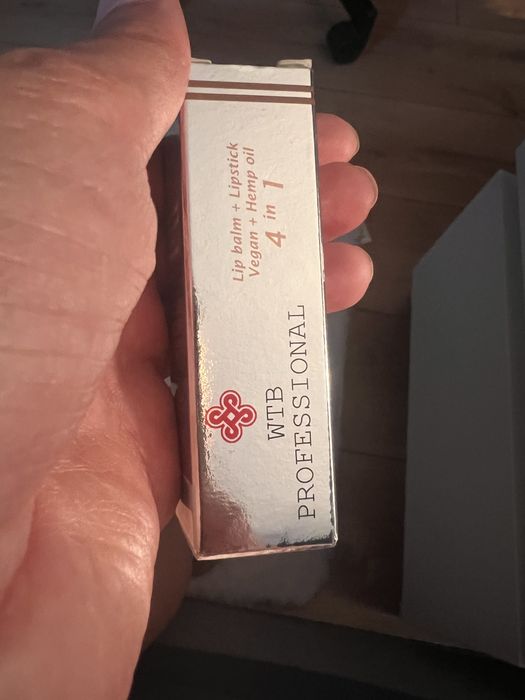 Lip balm + Lipstick
Vegan + Hemp oil
4 in 1
WTB
PROFESSIONAL